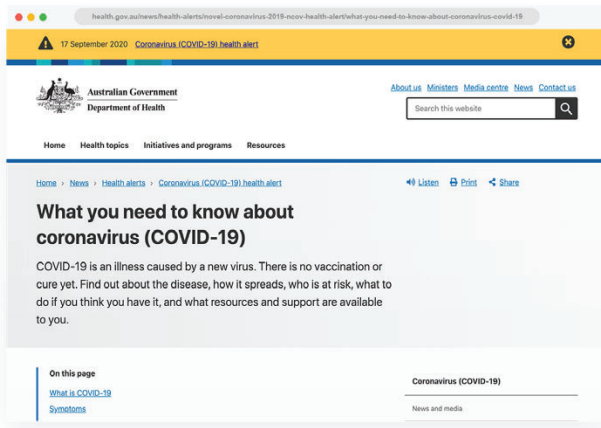 health.gov.au/news/health-alerts/novel-coronavirus-2019-ncov-health-alert/what-you-need-to-know-about-coronavirus-covid-19
17 September 2020 Coronavirus (COVID-19) health alert
Australian Government
Department of Health
About us Ministers Media centre News Contact us
Search this website
Home Health topics Initiatives and programs Resources
Home > News > Health alerts > Coronavirus (COVID-19) health alert
Listen Print Share
What you need to know about
coronavirus (COVID-19)
COVID-19 is an illness caused by a new virus. There is no vaccination or
cure yet. Find out about the disease, how it spreads, who is at risk, what to
do if you think you have it, and what resources and support are available
to you.
On this page
What is COVID-19
Symptoms
Coronavirus (COVID-19)
News and media